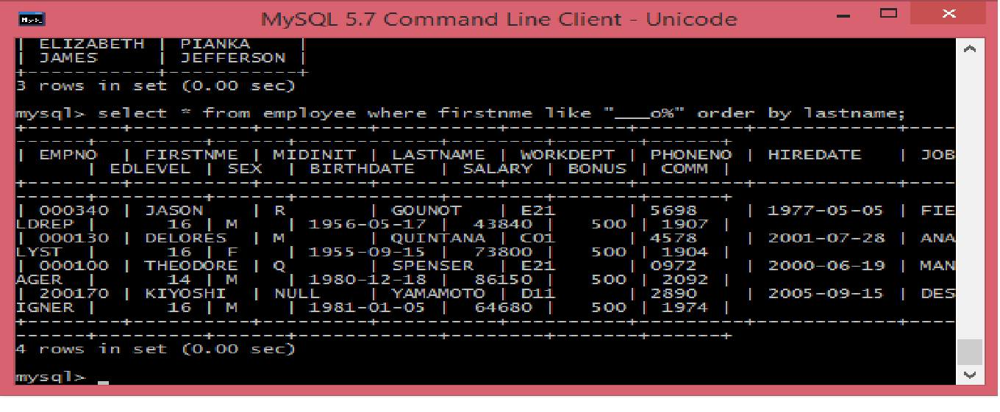 MySQL 5.7 Command Line Client - Unicode
| ELIZABETH | PIANKA    |
| JAMES     | JEFFERSON |
+-----------+-----------+
3 rows in set (0.00 sec)
mysql> select * from employee where firstnme like "___o%" order by lastname;
+--------+-----------+---------+-----------+----------+---------+------------+----
------+---------+------+------------+--------+-------+------+
| EMPNO  | FIRSTNME | MIDINIT | LASTNAME | WORKDEPT | PHONENO | HIREDATE   | JOB
      | EDLEVEL | SEX  | BIRTHDATE  | SALARY | BONUS | COMM |
+--------+-----------+---------+-----------+----------+---------+------------+----
------+---------+------+------------+--------+-------+------+
| 000340 | JASON    | R       | GOUNOT   | E21      | 5698    | 1977-05-05 | FIE
LDREP |      16 | M    | 1956-05-17 |  43840 |   500 | 1907 |
| 000130 | DELORES  | M       | QUINTANA | C01      | 4578    | 2001-07-28 | ANA
LYST  |      16 | F    | 1955-09-15 |  73800 |   500 | 1904 |
| 000100 | THEODORE | Q       | SPENSER  | E21      | 0972    | 2000-06-19 | MAN
AGER  |      14 | M    | 1980-12-18 |  86150 |   500 | 2092 |
| 200170 | KIYOSHI  | NULL    | YAMAMOTO | D11      | 2890    | 2005-09-15 | DES
IGNER |      16 | M    | 1981-01-05 |  64680 |   500 | 1974 |
+--------+-----------+---------+-----------+----------+---------+------------+----
------+---------+------+------------+--------+-------+------+
4 rows in set (0.00 sec)
mysql> _